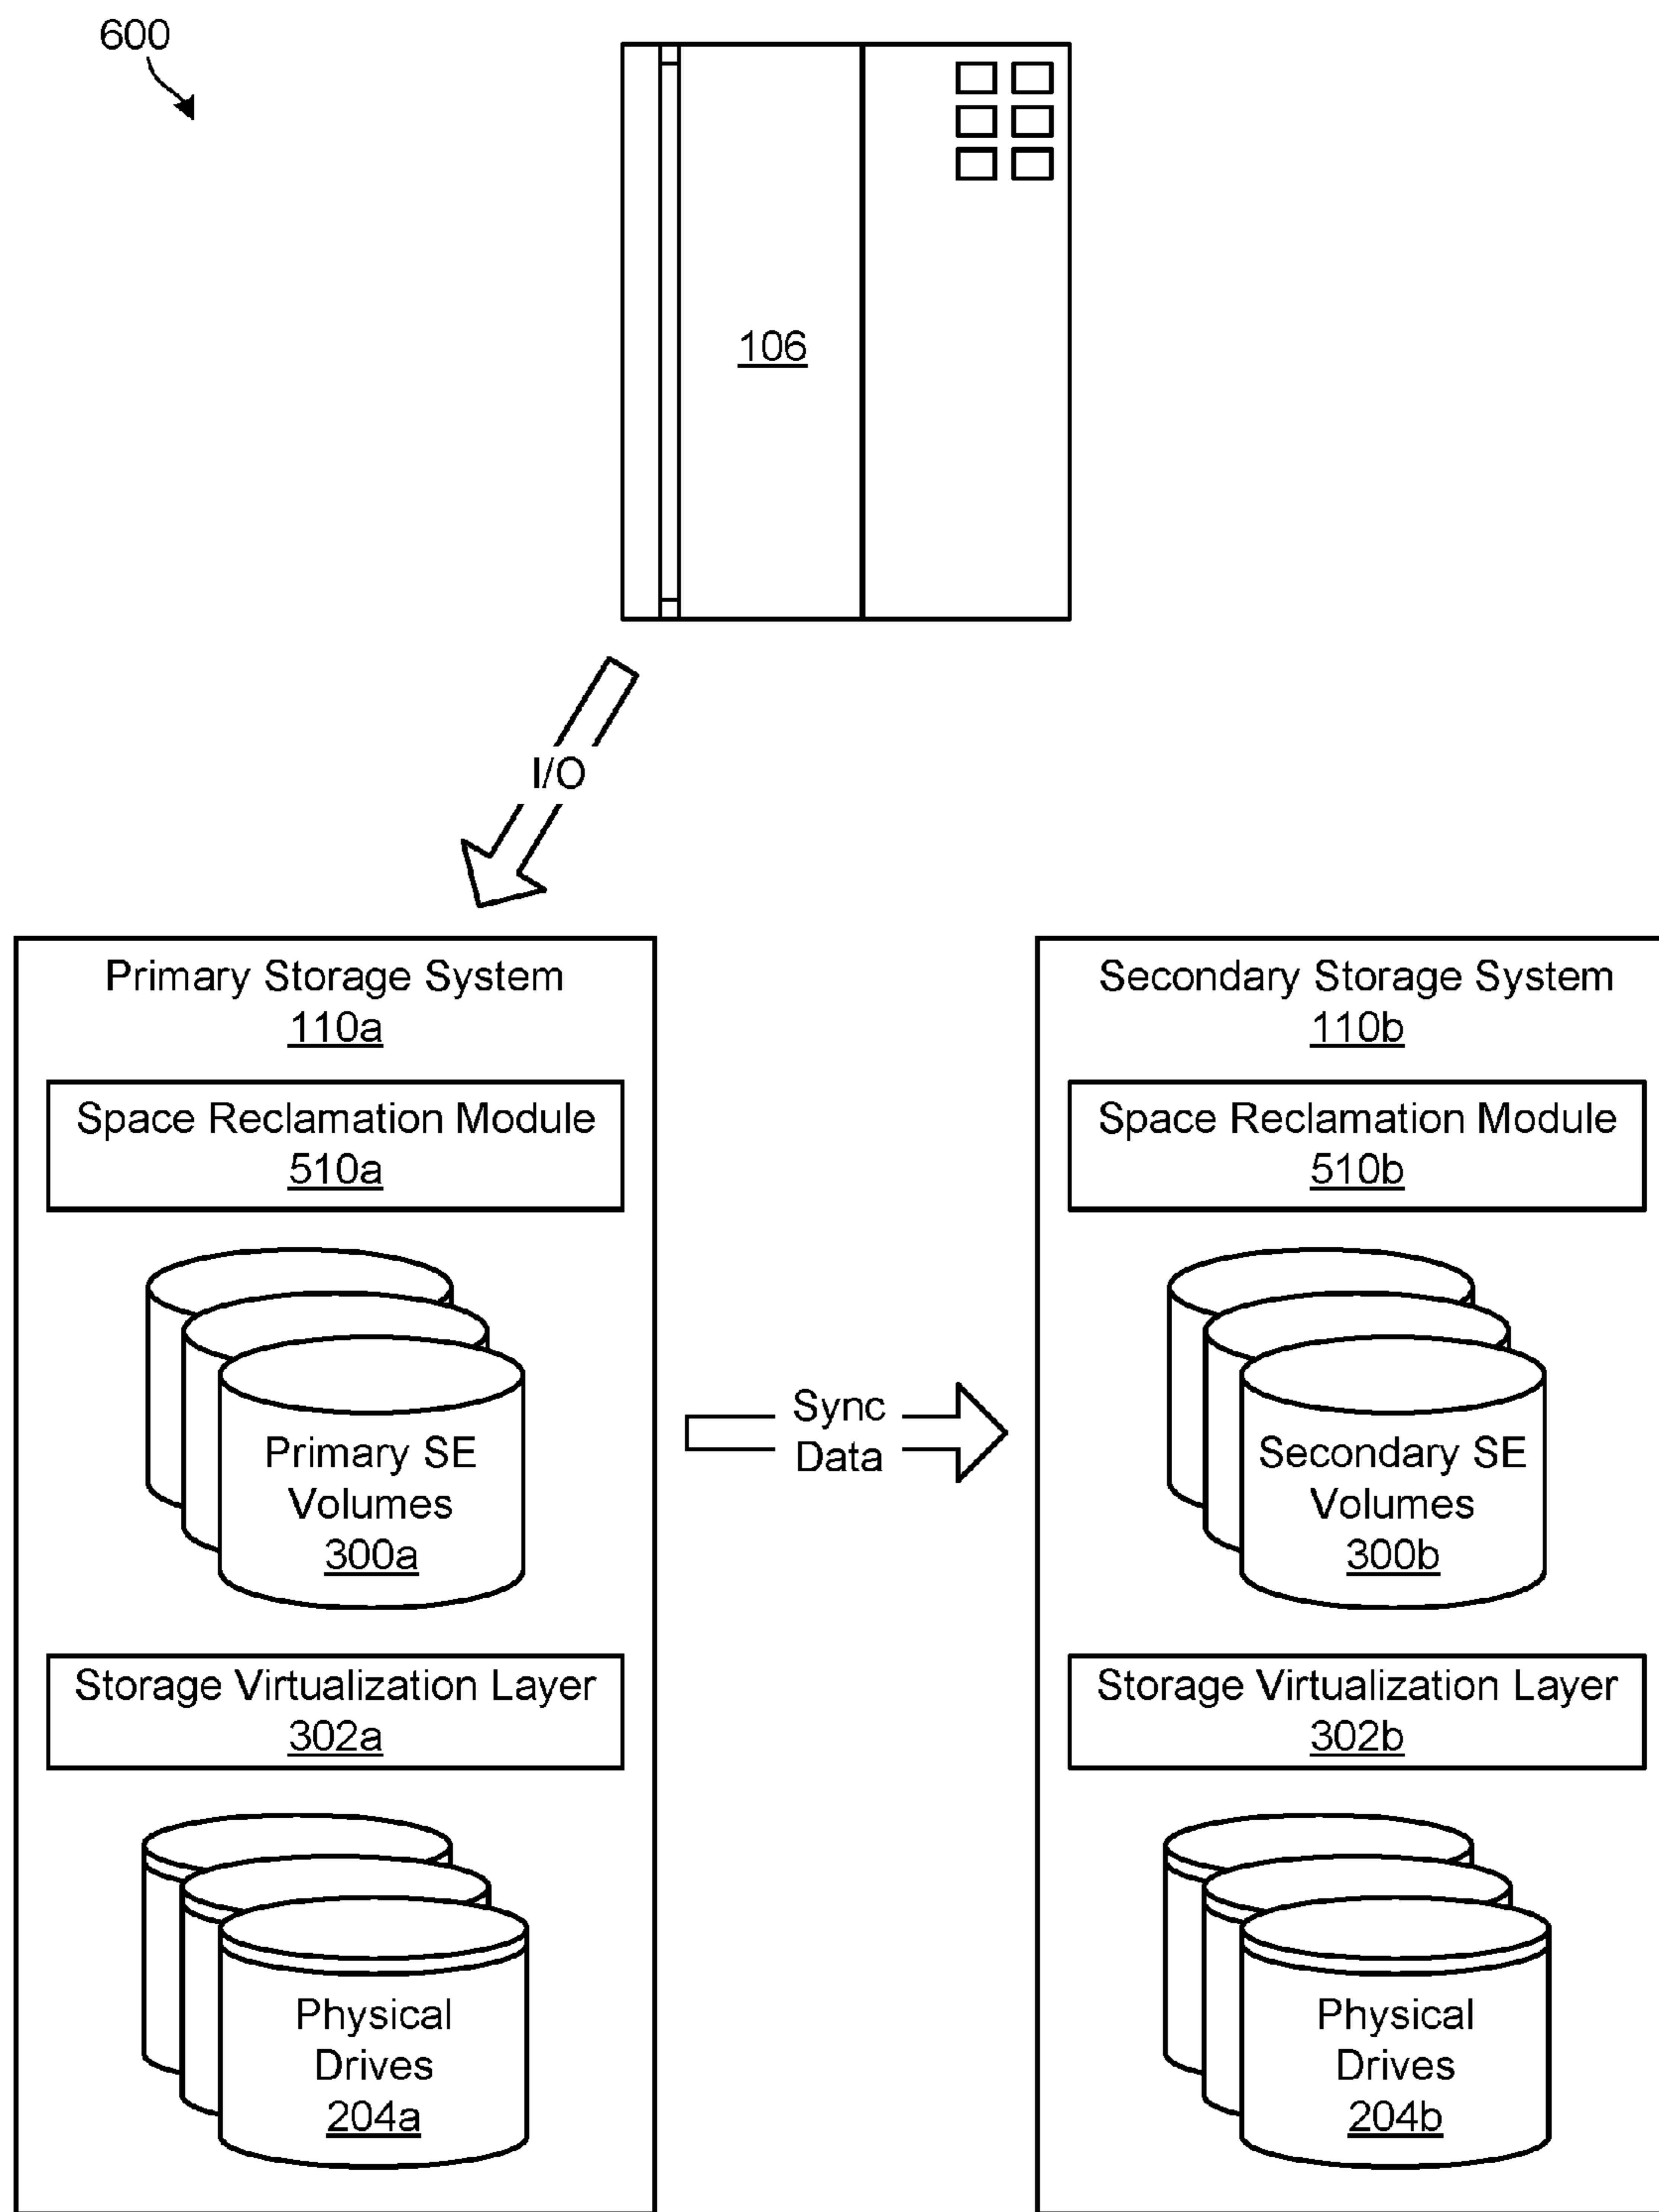 600
106
I/O
Primary Storage System
110a
Space Reclamation Module
510a
Primary SE
Volumes
300a
Storage Virtualization Layer
302a
Physical
Drives
204a
Sync
Data
Secondary Storage System
110b
Space Reclamation Module
510b
Secondary SE
Volumes
300b
Storage Virtualization Layer
302b
Physical
Drives
204b